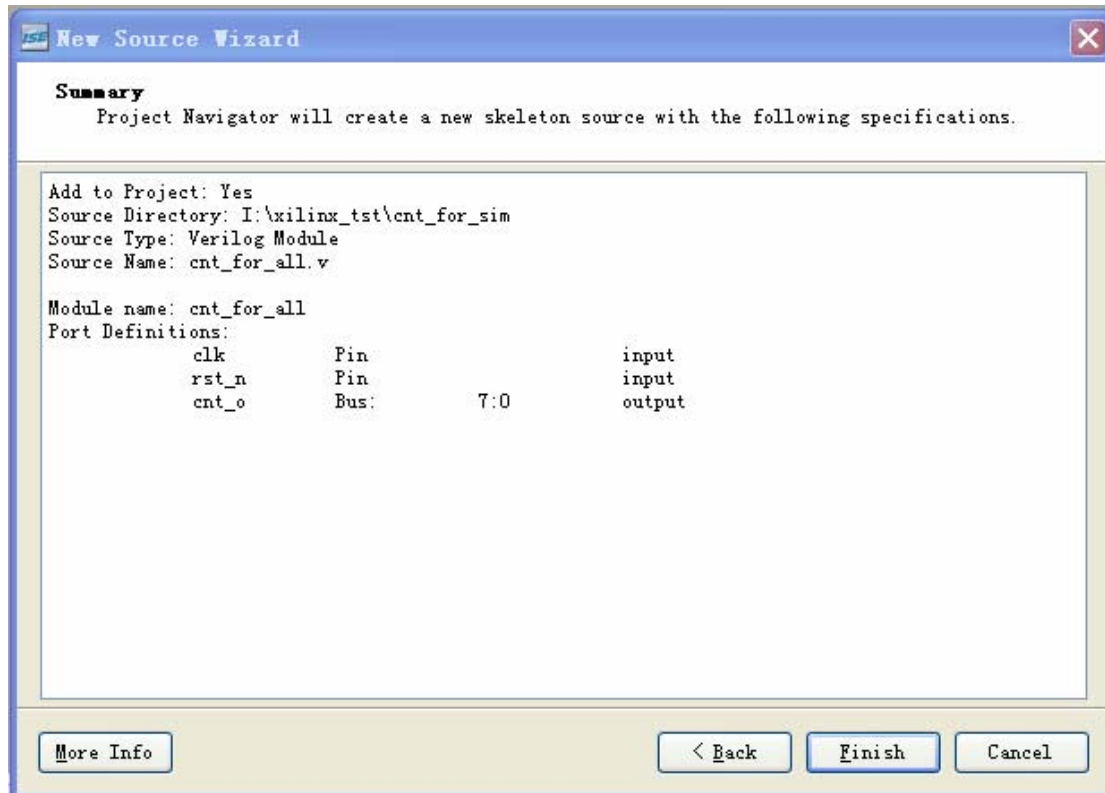 ISE New Source Wizard
Summary
Project Navigator will create a new skeleton source with the following specifications.
Add to Project: Yes
Source Directory: I:\xilinx_tst\cnt_for_sim
Source Type: Verilog Module
Source Name: cnt_for_all.v
Module name: cnt_for_all
Port Definitions:
clk Pin input
rst_n Pin input
cnt_o Bus: 7:0 output
More Info < Back Finish Cancel